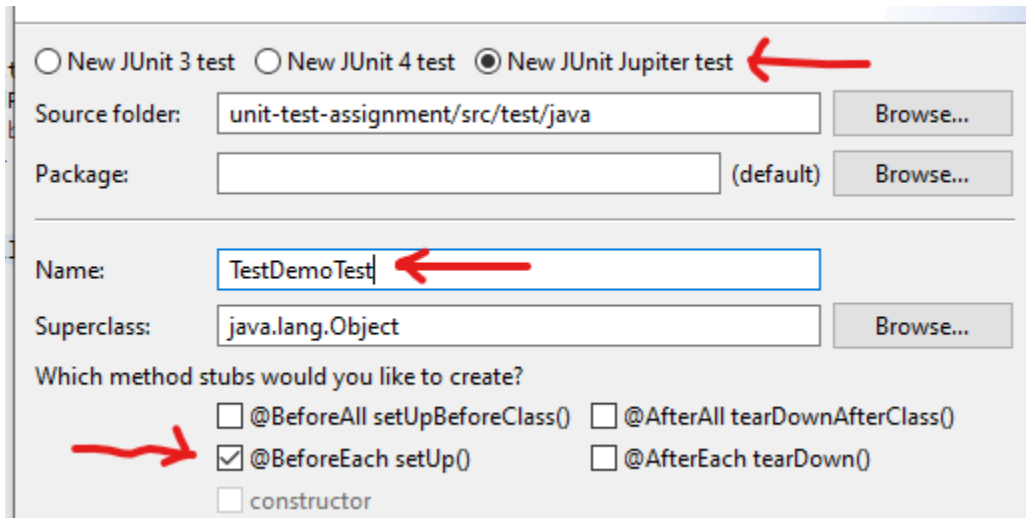 New JUnit 3 test New JUnit 4 test New JUnit Jupiter test
Source folder: unit-test-assignment/src/test/java Browse...
Package: (default) Browse...
Name: TestDemoTest
Superclass: java.lang.Object Browse...
Which method stubs would you like to create?
@BeforeAll setUpBeforeClass() @AfterAll tearDownAfterClass()
@BeforeEach setUp() @AfterEach tearDown()
constructor